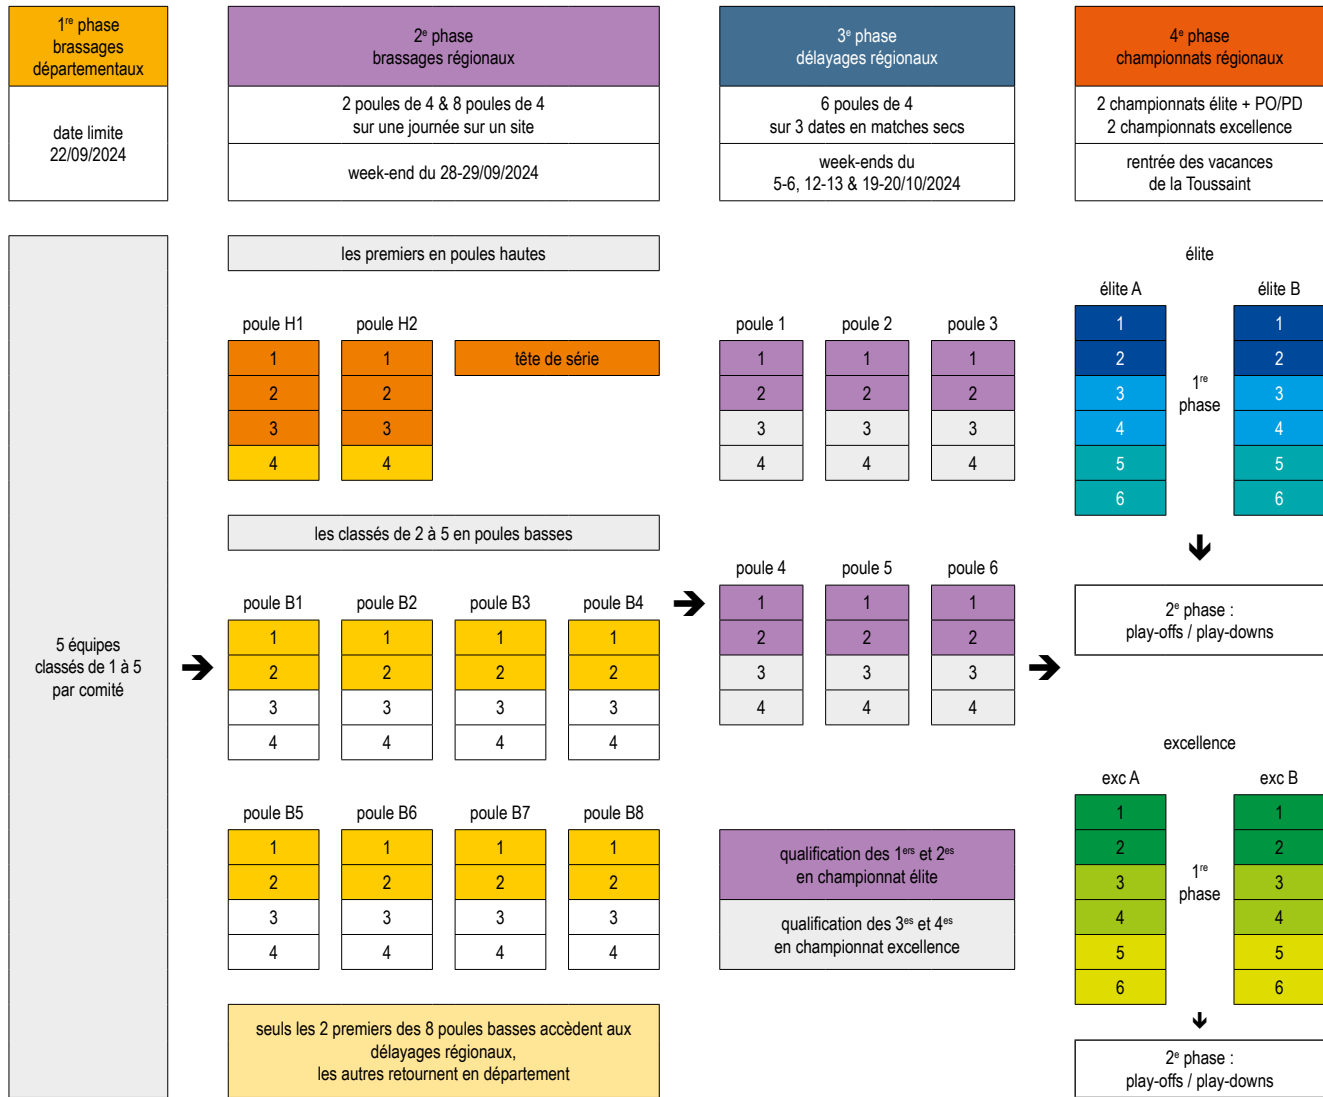 1re phase
brassages
départementaux
date limite
22/09/2024
2e phase
brassages régionaux
2 poules de 4 & 8 poules de 4
sur une journée sur un site
week-end du 28-29/09/2024
3e phase
délayages régionaux
6 poules de 4
sur 3 dates en matches secs
week-ends du
5-6, 12-13 & 19-20/10/2024
4e phase
championnats régionaux
2 championnats élite + PO/PD
2 championnats excellence
rentrée des vacances
de la Toussaint
5 équipes
classés de 1 à 5
par comité
les premiers en poules hautes
poule H1 poule H2
1 1 tête de série
2 2
3 3
4 4
les classés de 2 à 5 en poules basses
poule B1 poule B2 poule B3 poule B4
1 1 1 1
2 2 2 2
3 3 3 3
4 4 4 4
poule B5 poule B6 poule B7 poule B8
1 1 1 1
2 2 2 2
3 3 3 3
4 4 4 4
seuls les 2 premiers des 8 poules basses accèdent aux
délayages régionaux,
les autres retournent en département
poule 1 poule 2 poule 3
1 1 1
2 2 2
3 3 3
4 4 4
poule 4 poule 5 poule 6
1 1 1
2 2 2
3 3 3
4 4 4
qualification des 1ers et 2es
en championnat élite
qualification des 3es et 4es
en championnat excellence
élite
élite A élite B
1 1
2 2
1re
phase
3 3
4 4
5 5
6 6
2e phase :
play-offs / play-downs
excellence
exc A exc B
1 1
2 2
1re
phase
3 3
4 4
5 5
6 6
2e phase :
play-offs / play-downs